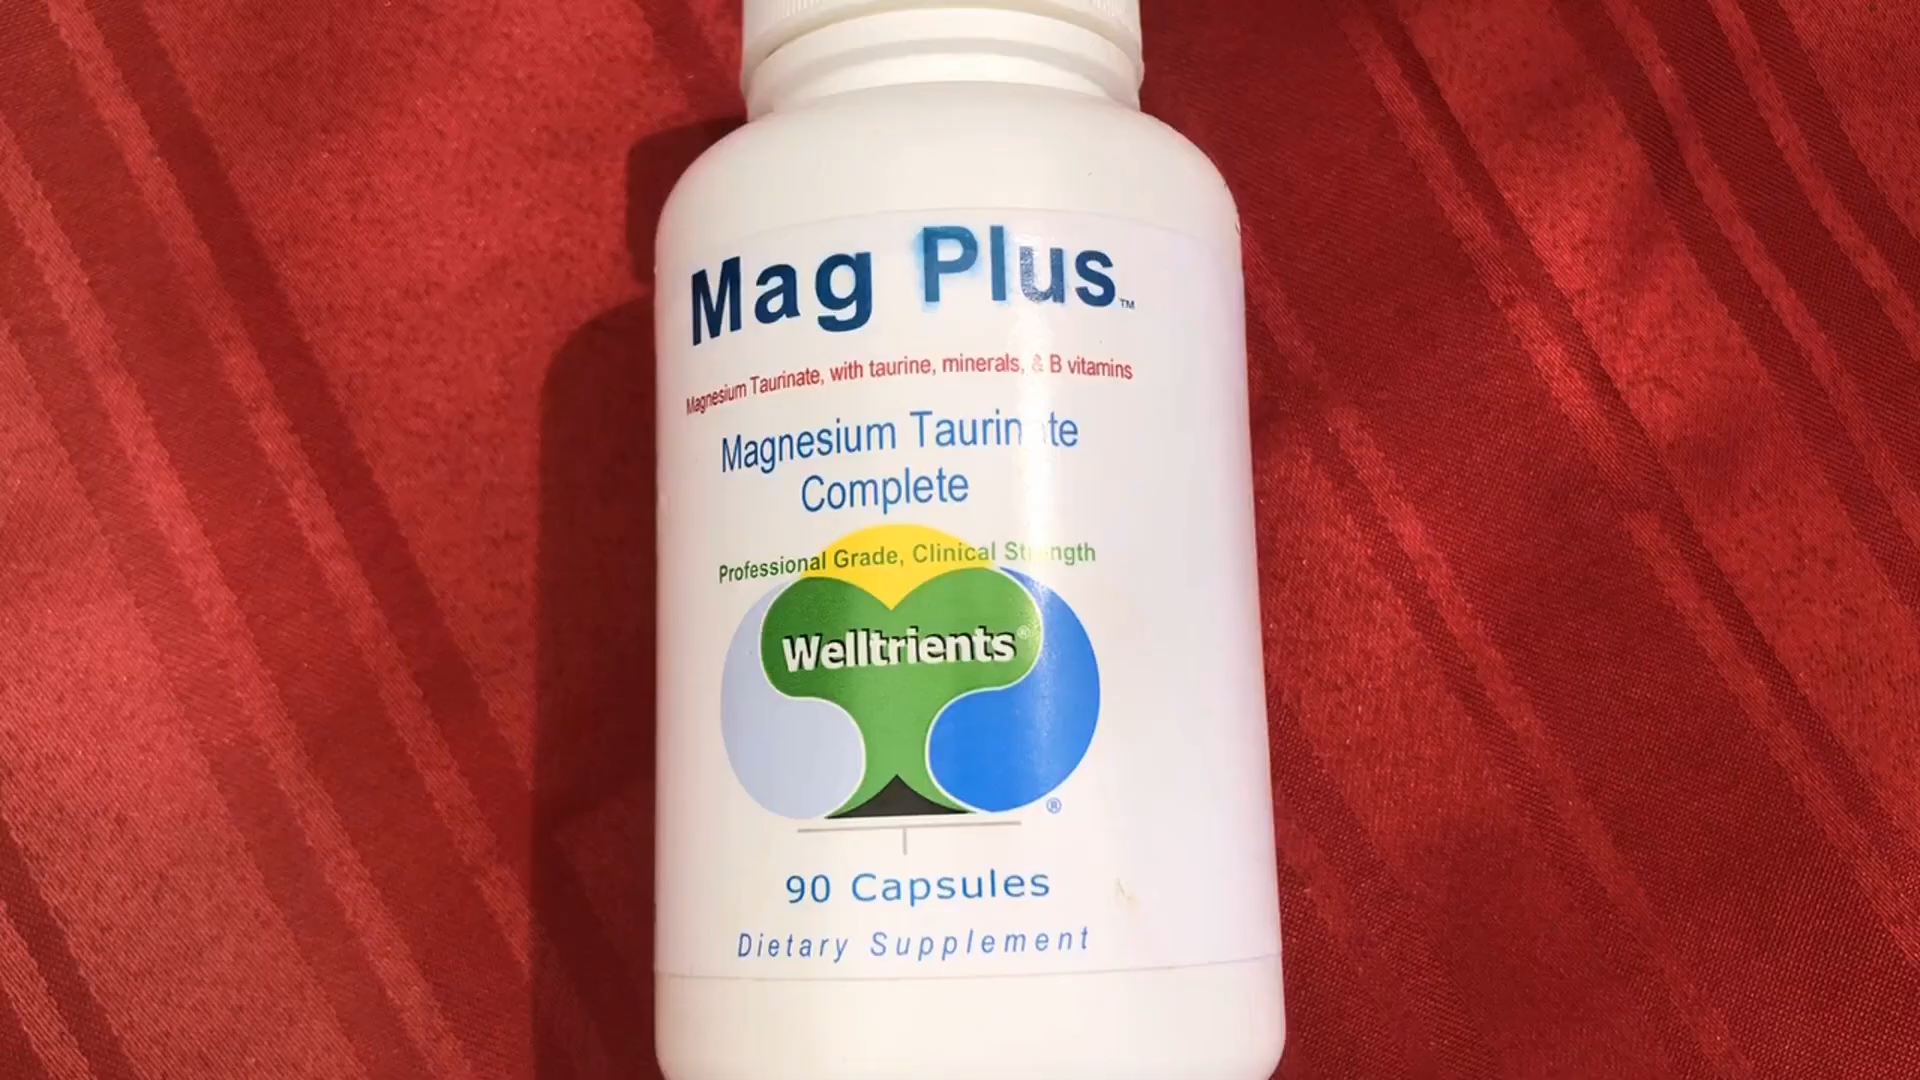 Mag Plus™
Magnesium Taurinate, with taurine, minerals, & B vitamins
Magnesium Taurinate
Complete
Professional Grade, Clinical Strength
Welltrients®
®
90 Capsules
Dietary Supplement